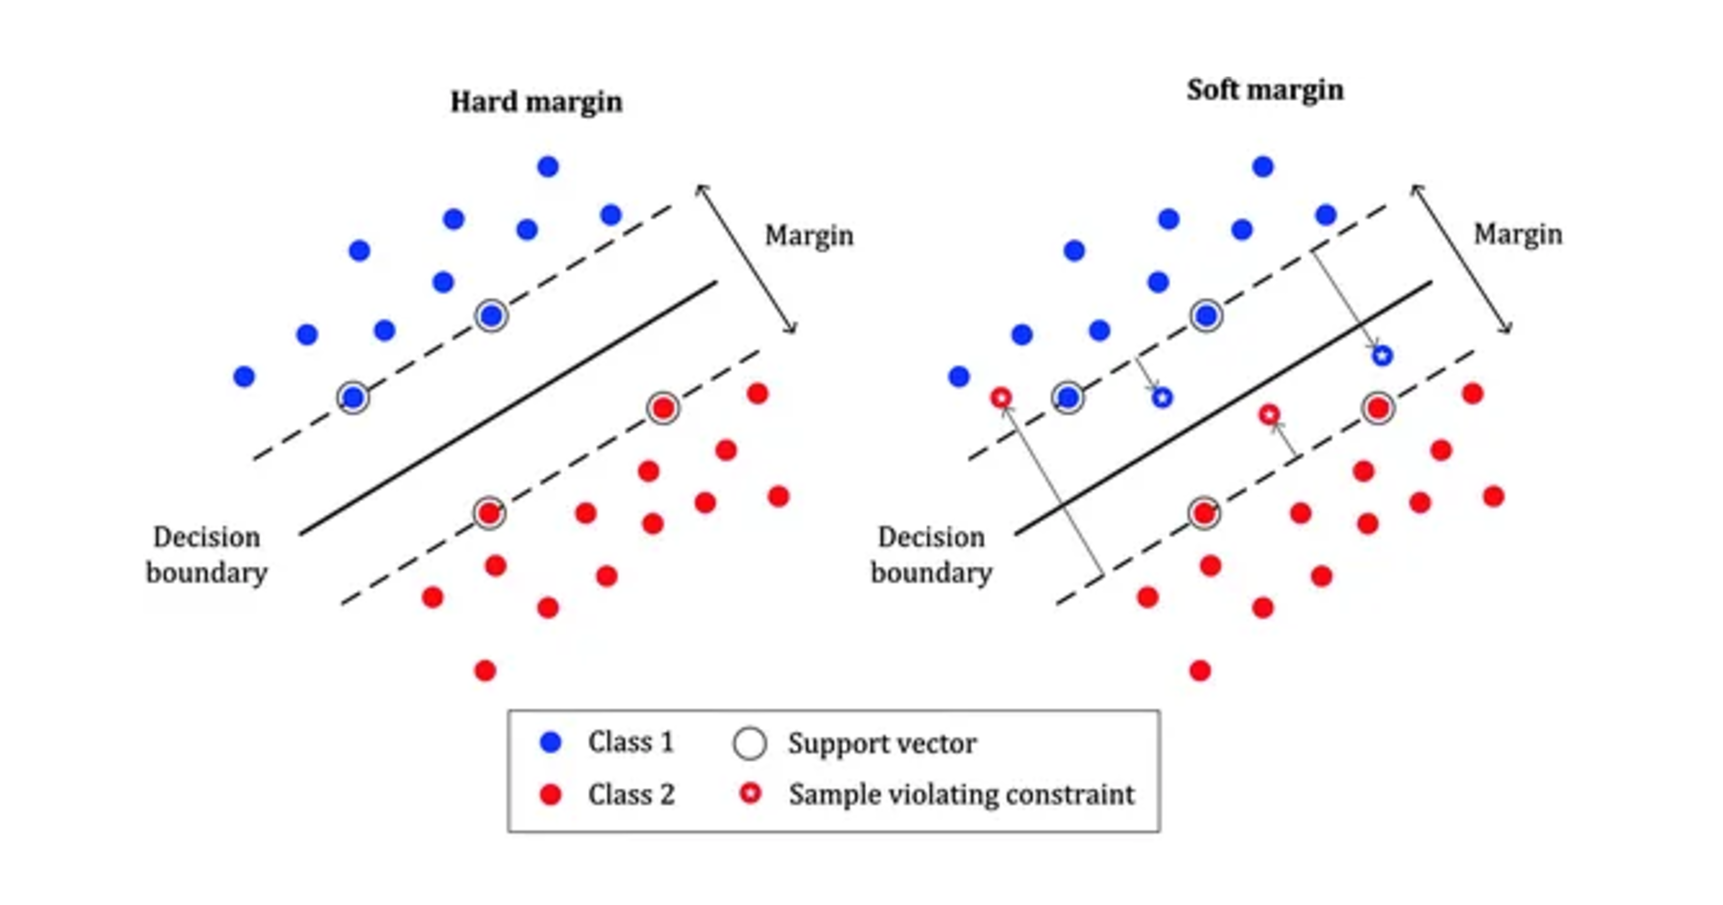 Hard margin
Margin
Decision
boundary
Soft margin
Margin
Decision
boundary
Class 1
Support vector
Class 2
Sample violating constraint